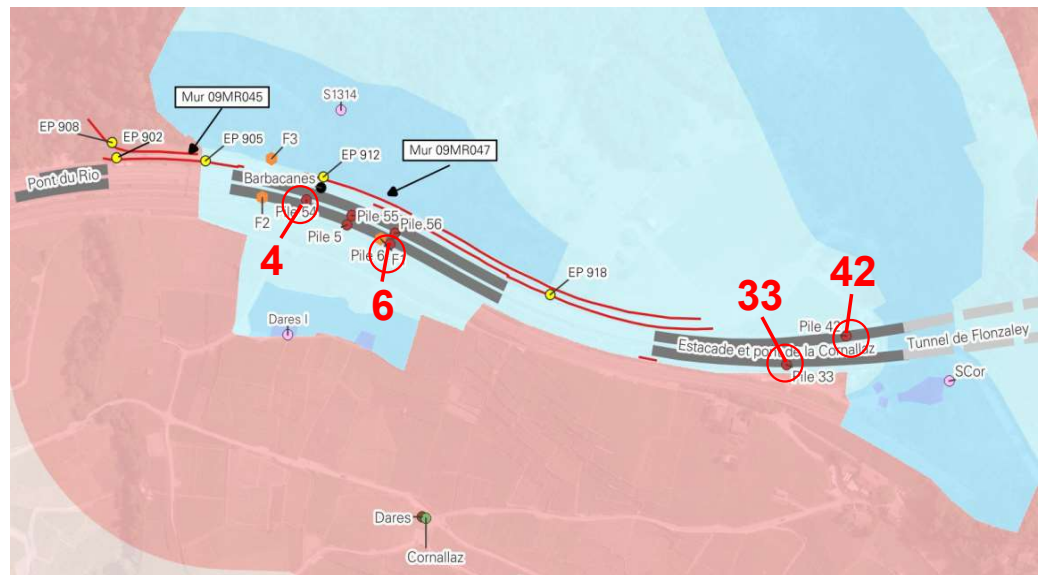 Mur 09MR045
S1314
EP 908
EP 902
EP 905
F3
EP 912
Mur 09MR047
Pont du Rio
Barbacanes
F2
Pile 54
Pile 55
Pile 56
Pile 5
4
Pile 6
F1
6
EP 918
33
42
Dares I
Pile 42
Estacade et pont de la Cornallaz
Tunnel de Flonzaley
Pile 33
SCor
Dares
Cornallaz